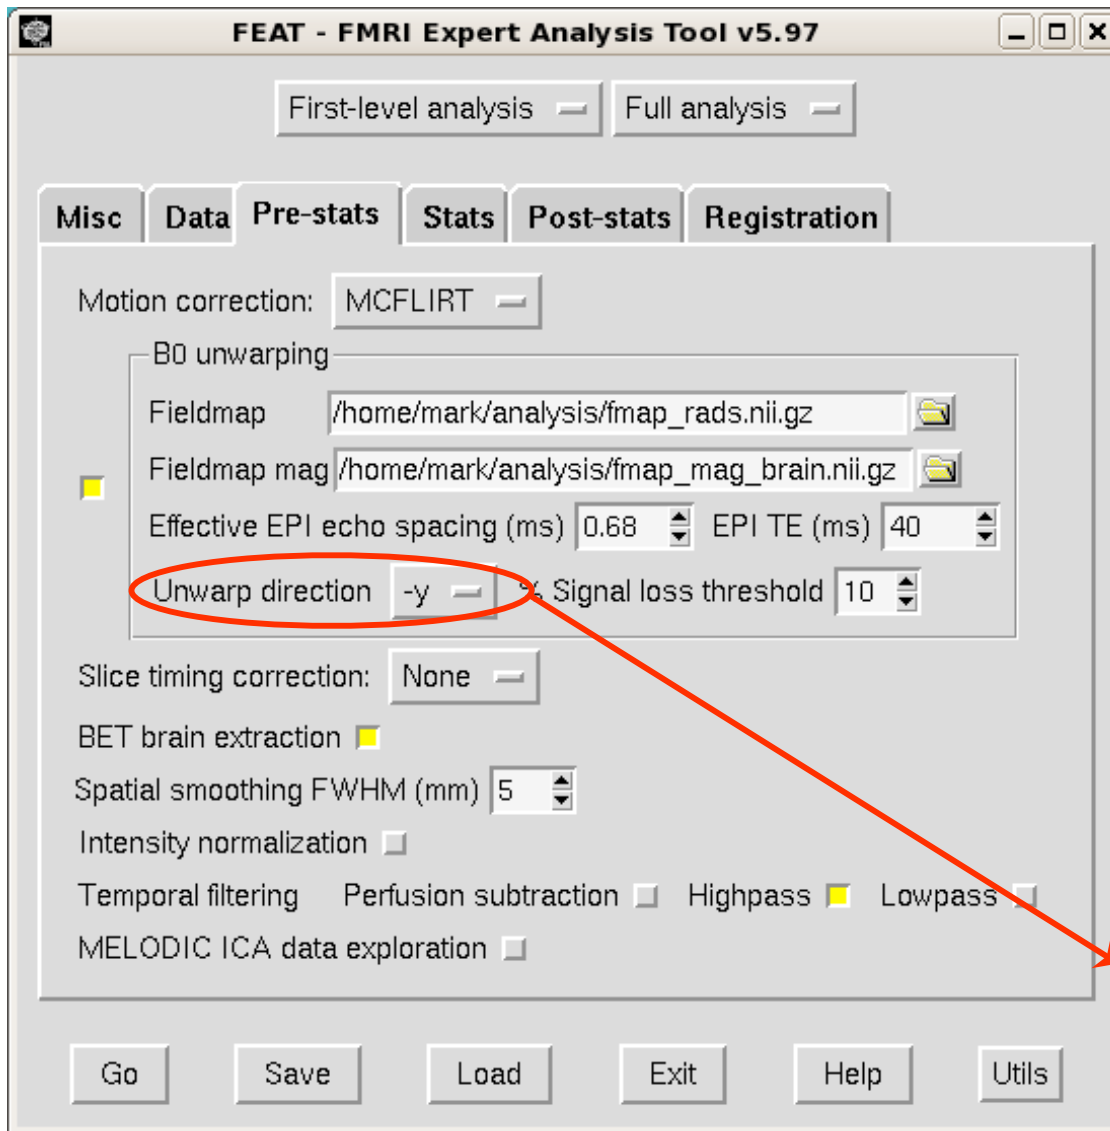 FEAT - FMRI Expert Analysis Tool v5.97
First-level analysis Full analysis
Misc Data Pre-stats Stats Post-stats Registration
Motion correction: MCFLIRT
B0 unwarping
Fieldmap /home/mark/analysis/fmap_rads.nii.gz
Fieldmap mag /home/mark/analysis/fmap_mag_brain.nii.gz
Effective EPI echo spacing (ms) 0.68 EPI TE (ms) 40
Unwarp direction -y % Signal loss threshold 10
Slice timing correction: None
BET brain extraction
Spatial smoothing FWHM (mm) 5
Intensity normalization
Temporal filtering Perfusion subtraction Highpass Lowpass
MELODIC ICA data exploration
Go Save Load Exit Help Utils